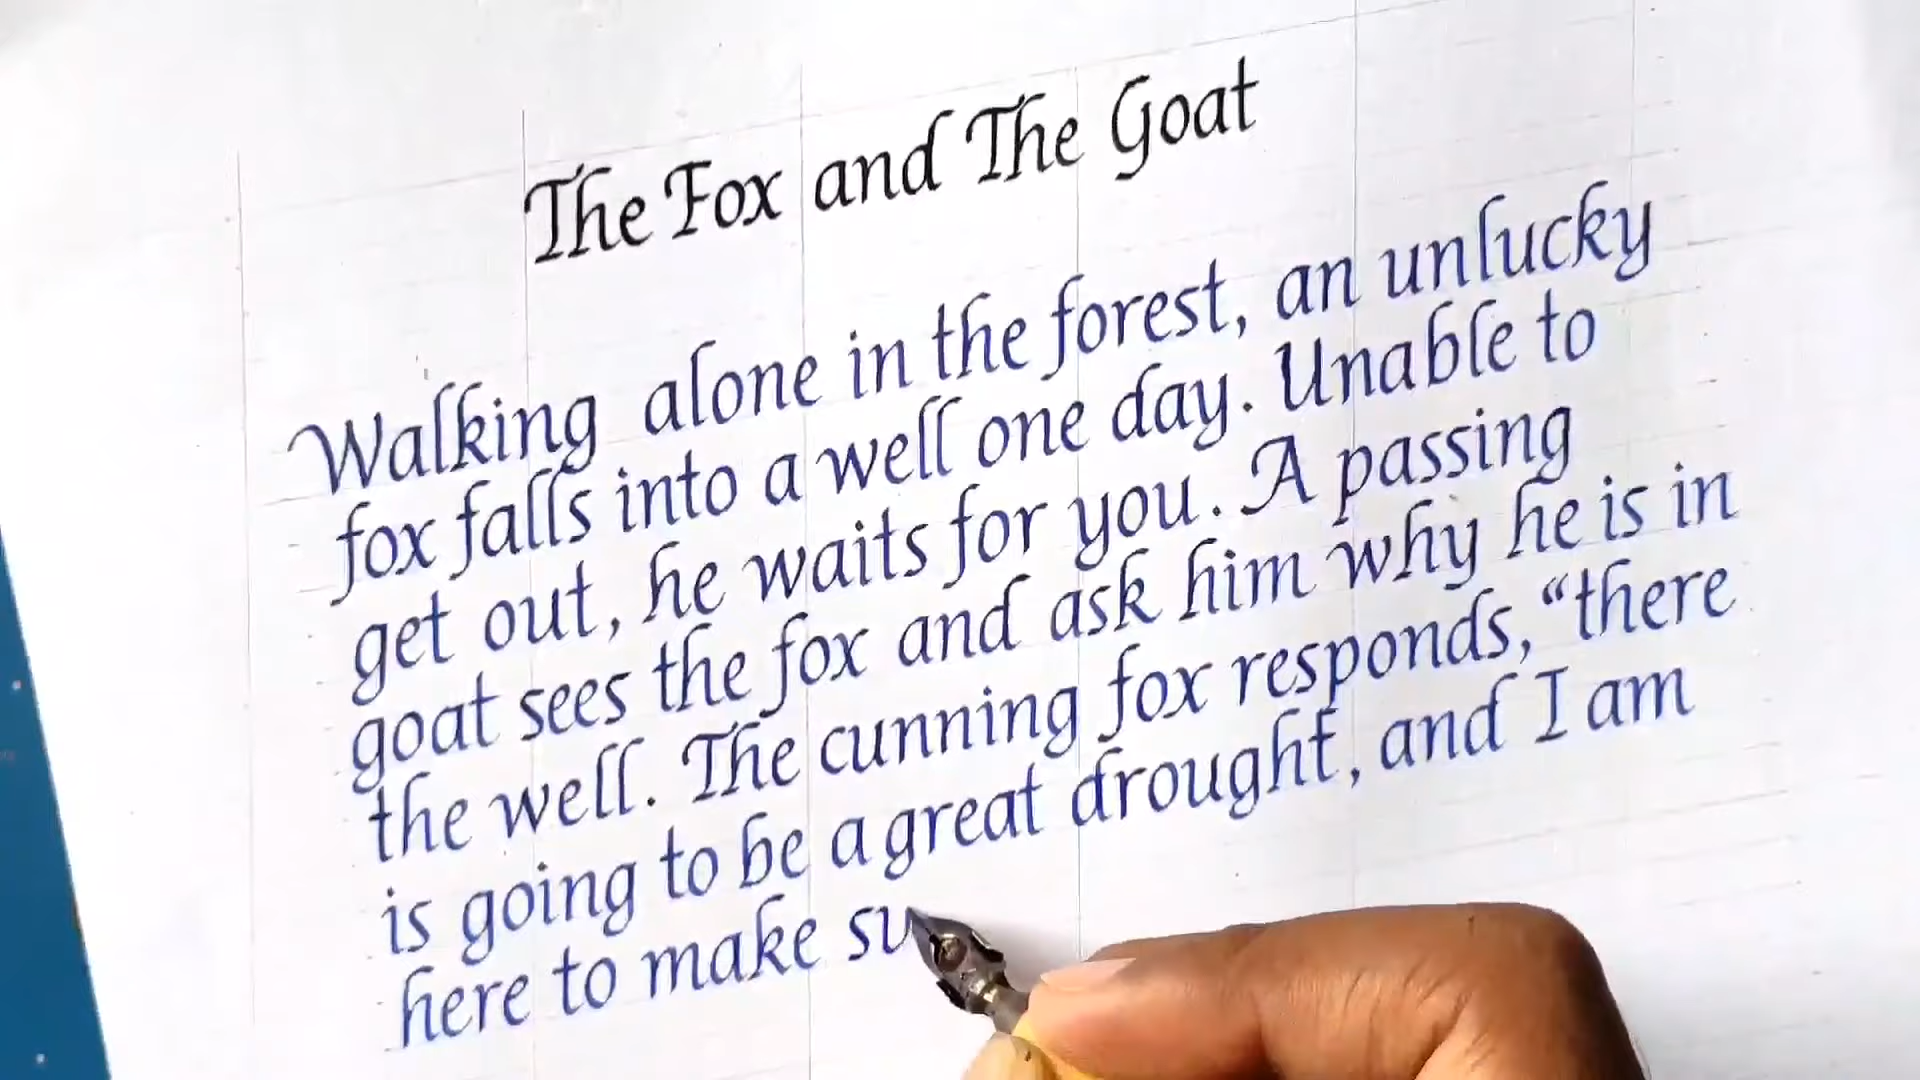 The Fox and The Goat
Walking alone in the forest, an unlucky
fox falls into a well one day. Unable to
get out, he waits for you. A passing
goat sees the fox and ask him why he is in
the well. The cunning fox responds, “there
is going to be a great drought, and I am
here to make su